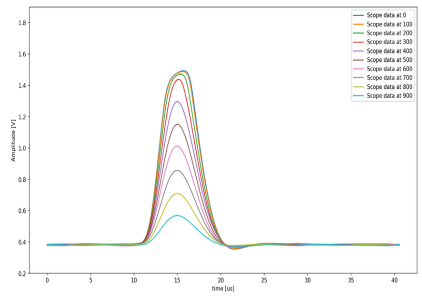 Scope data at 0
Scope data at 100
Scope data at 200
Scope data at 300
Scope data at 400
Scope data at 500
Scope data at 600
Scope data at 700
Scope data at 800
Scope data at 900
Amplitude [V]
1.8
1.6
1.4
1.2
1.0
0.8
0.6
0.4
0.2
0 5 10 15 20 25 30 35 40
time [us]